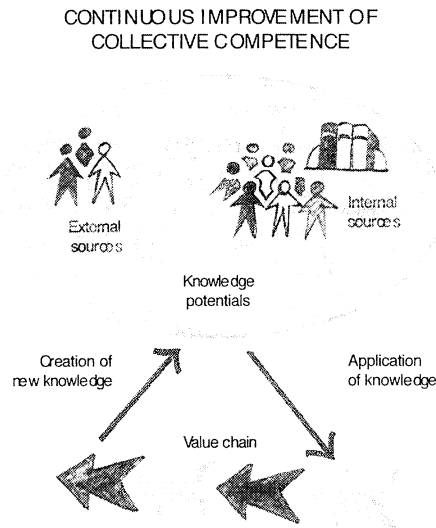 CONTINUOUS IMPROVEMENT OF
COLLECTIVE COMPETENCE
External
sources
Internal
sources
Knowledge
potentials
Creation of
new knowledge
Application
of knowledge
Value chain